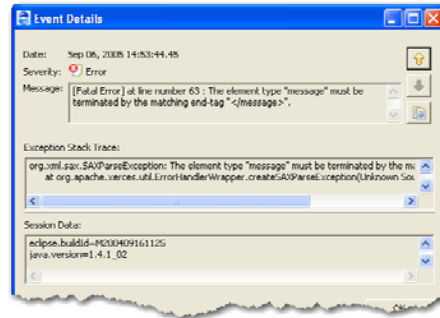 Event Details
Date: Sep 06, 2005 14:53:44.45
Severity: Error
Message: [Fatal Error] at line number 63 : The element type "message" must be
terminated by the matching end-tag "</message>".
Exception Stack Trace:
org.xml.sax.SAXParseException: The element type "message" must be terminated by the ma
at org.apache.xerces.util.ErrorHandlerWrapper.createSAXParseException(Unknown Sou
Session Data:
eclipse.buildId=M200409161125
java.version=1.4.1_02